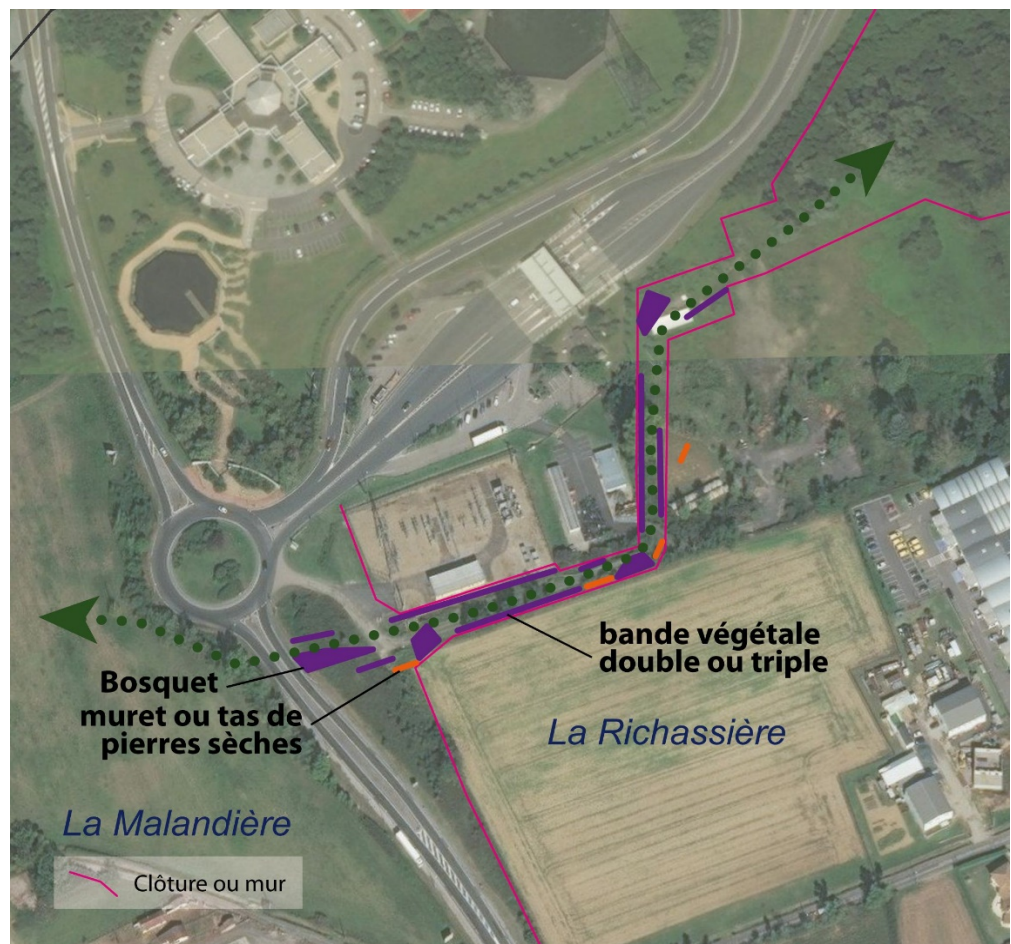 bande végétale
double ou triple
Bosquet
muret ou tas de
pierres sèches
La Richassière
La Malandière
Clôture ou mur